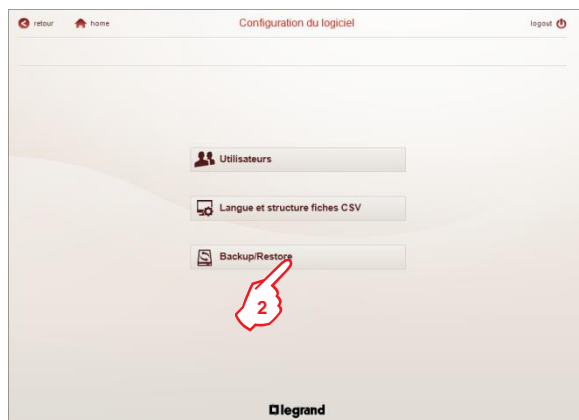 retour home Configuration du logiciel logout
Utilisateurs
Langue et structure fiches CSV
Backup/Restore
2
legrand